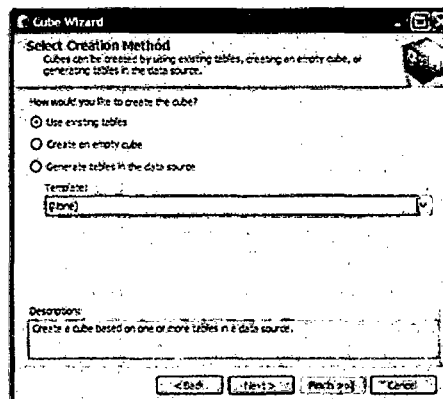 Cube Wizard
Select Creation Method
Cubes can be created by using existing tables, creating an empty cube, or
generating tables in the data source.
How would you like to create the cube?
Use existing tables
Create an empty cube
Generate tables in the data source
Template:
(None)
Description:
Create a cube based on one or more tables in a data source.
< Back Next > Cancel